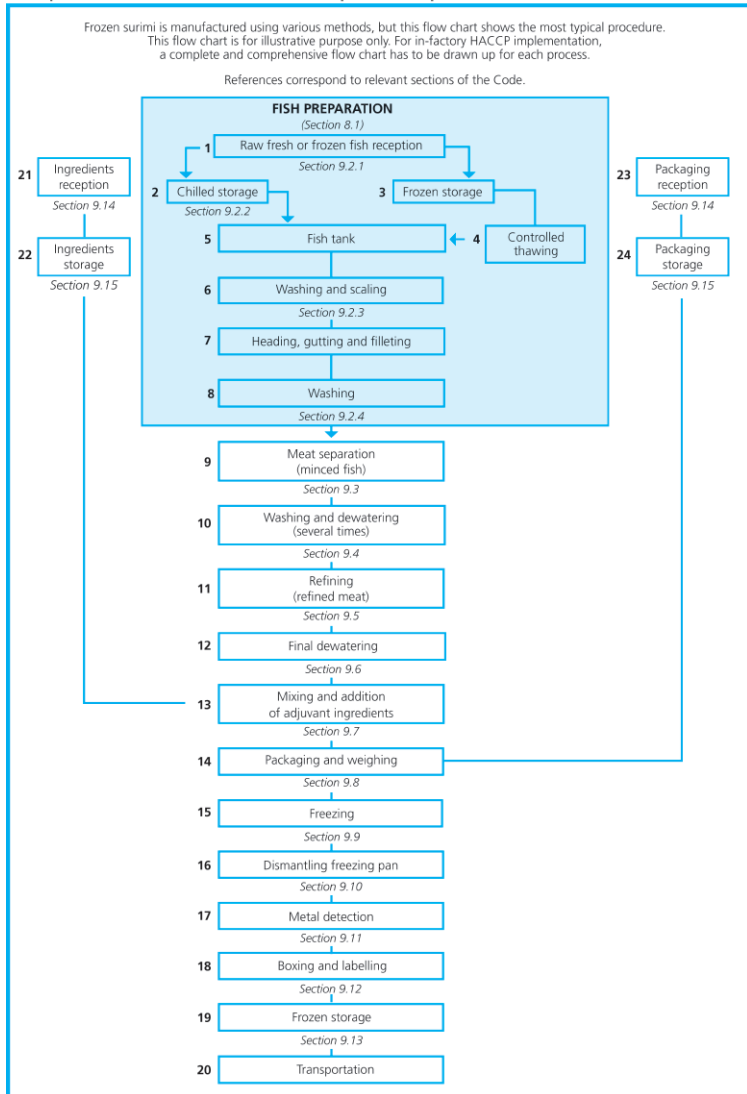 Frozen surimi is manufactured using various methods, but this flow chart shows the most typical procedure.
This flow chart is for illustrative purpose only. For in-factory HACCP implementation,
a complete and comprehensive flow chart has to be drawn up for each process.
References correspond to relevant sections of the Code.
FISH PREPARATION
(Section 8.1)
1 Raw fresh or frozen fish reception
Section 9.2.1
21 Ingredients
reception
Section 9.14
23 Packaging
reception
Section 9.14
2 Chilled storage
Section 9.2.2
3 Frozen storage
22 Ingredients
storage
Section 9.15
5 Fish tank
4 Controlled
thawing
24 Packaging
storage
Section 9.15
6 Washing and scaling
Section 9.2.3
7 Heading, gutting and filleting
8 Washing
Section 9.2.4
9 Meat separation
(minced fish)
Section 9.3
10 Washing and dewatering
(several times)
Section 9.4
11 Refining
(refined meat)
Section 9.5
12 Final dewatering
Section 9.6
13 Mixing and addition
of adjuvant ingredients
Section 9.7
14 Packaging and weighing
Section 9.8
15 Freezing
Section 9.9
16 Dismantling freezing pan
Section 9.10
17 Metal detection
Section 9.11
18 Boxing and labelling
Section 9.12
19 Frozen storage
Section 9.13
20 Transportation